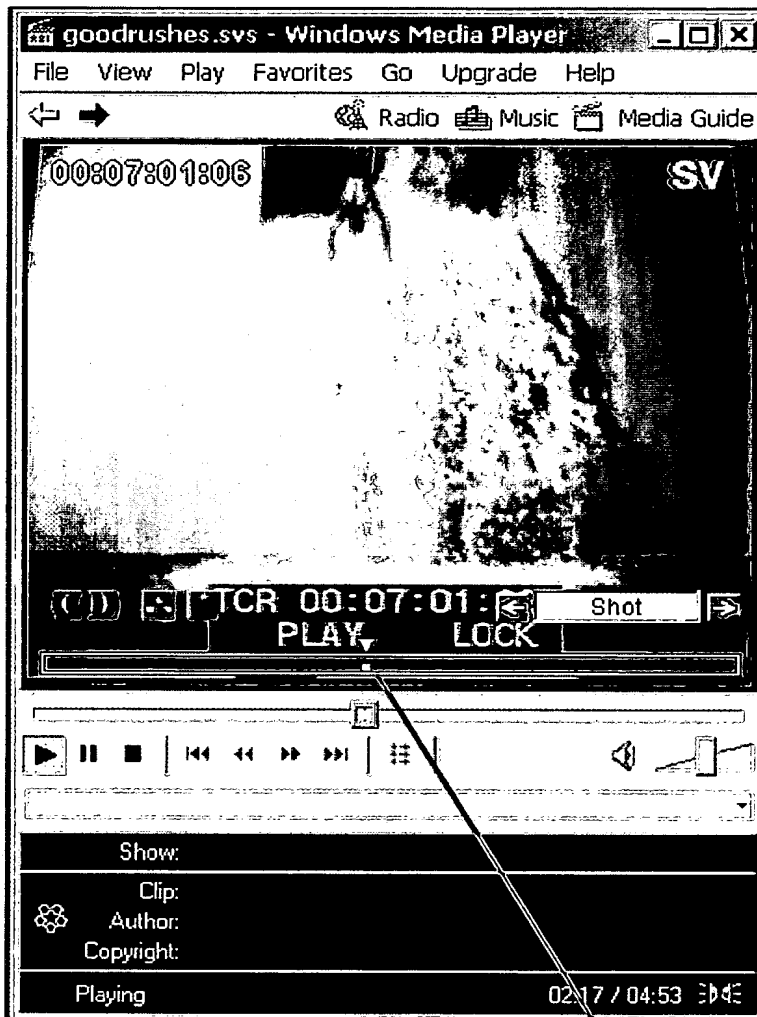 goodrushes.svs - Windows Media Player
File View Play Favorites Go Upgrade Help
Radio Music Media Guide
00:07:01:06 SV
TCR 00:07:01: Shot
PLAY LOCK
Show:
Clip:
Author:
Copyright:
Playing 02:17 / 04:53